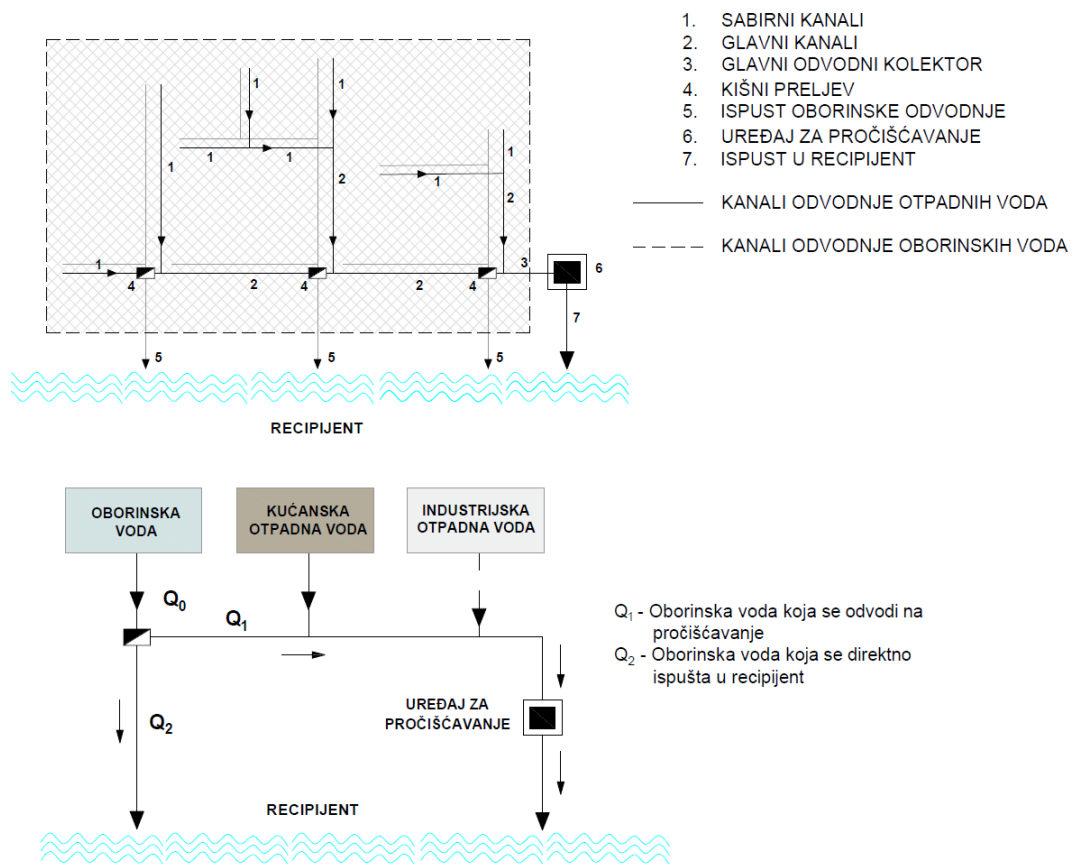 1. SABIRNI KANALI
2. GLAVNI KANALI
3. GLAVNI ODVODNI KOLEKTOR
4. KIŠNI PRELJEV
5. ISPUST OBORINSKE ODVODNJE
6. UREĐAJ ZA PROČIŠĆAVANJE
7. ISPUST U RECIPIJENT
KANALI ODVODNJE OTPADNIH VODA
KANALI ODVODNJE OBORINSKIH VODA
1
1
1
1
1
1
2
1
2
1
4
2
4
2
4
3
6
7
5
5
5
RECIPIJENT
OBORINSKA
VODA
KUĆANSKA
OTPADNA VODA
INDUSTRIJSKA
OTPADNA VODA
Q0
Q1
Q2
UREĐAJ ZA
PROČIŠĆAVANJE
RECIPIJENT
Q1 - Oborinska voda koja se odvodi na
pročišćavanje
Q2 - Oborinska voda koja se direktno
ispušta u recipijent